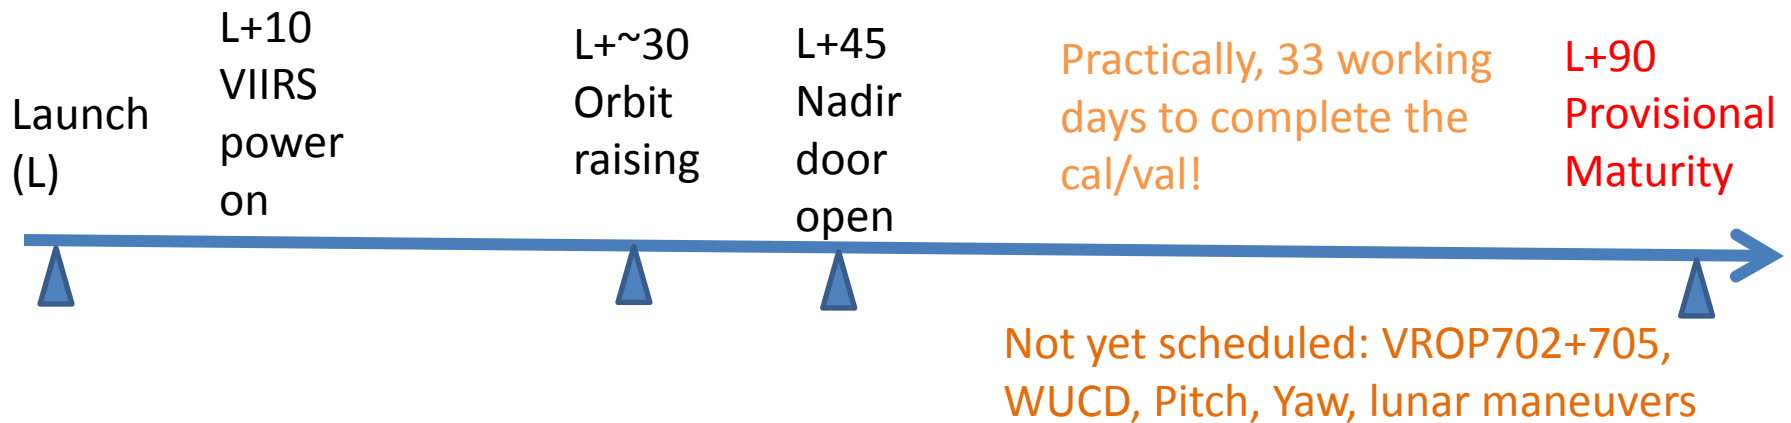 Launch
(L)
L+10
VIIRS
power
on
L+~30
Orbit
raising
L+45
Nadir
door
open
Practically, 33 working
days to complete the
cal/val!
L+90
Provisional
Maturity
Not yet scheduled: VROP702+705,
WUCD, Pitch, Yaw, lunar maneuvers